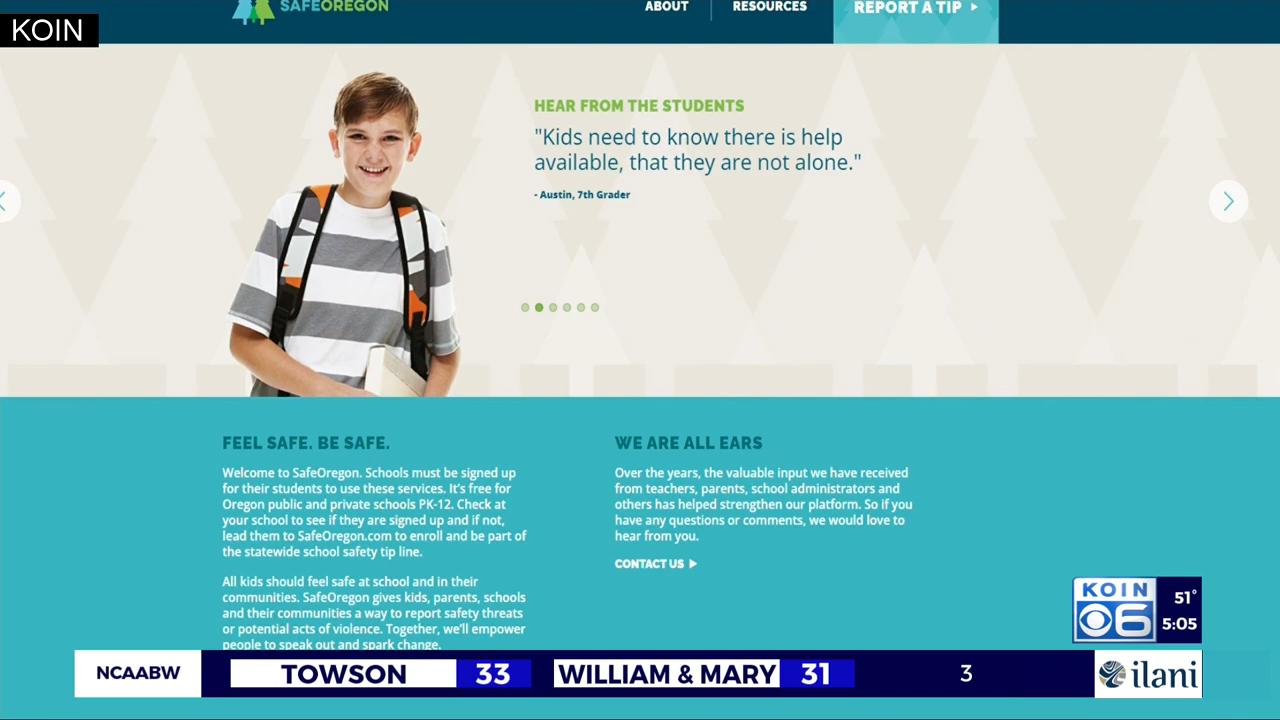 KOIN
SAFEOREGON
ABOUT
RESOURCES
REPORT A TIP
HEAR FROM THE STUDENTS
"Kids need to know there is help
available, that they are not alone."
- Austin, 7th Grader
FEEL SAFE. BE SAFE.
Welcome to SafeOregon. Schools must be signed up
for their students to use these services. It's free for
Oregon public and private schools PK-12. Check at
your school to see if they are signed up and if not,
lead them to SafeOregon.com to enroll and be part of
the statewide school safety tip line.
All kids should feel safe at school and in their
communities. SafeOregon gives kids, parents, schools
and their communities a way to report safety threats
or potential acts of violence. Together, we'll empower
people to speak out and spark change.
WE ARE ALL EARS
Over the years, the valuable input we have received
from teachers, parents, school administrators and
others has helped strengthen our platform. So if you
have any questions or comments, we would love to
hear from you.
CONTACT US
KOIN
6
51°
5:05
NCAABW
TOWSON 33
WILLIAM & MARY 31
3
ilani